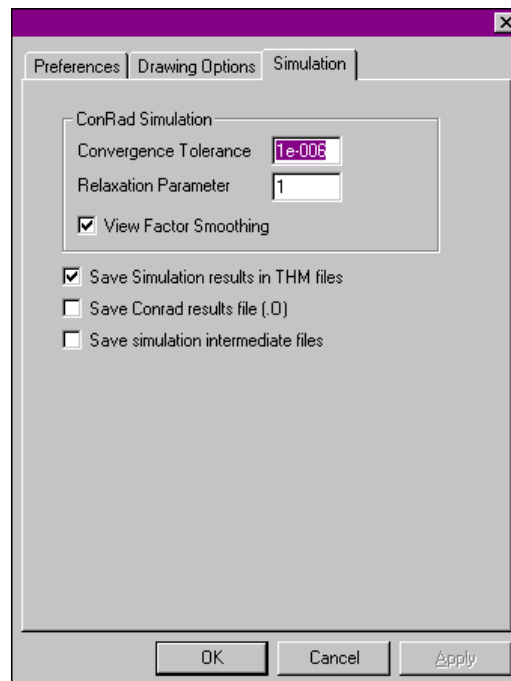 Preferences Drawing Options Simulation
ConRad Simulation
Convergence Tolerance 1e-006
Relaxation Parameter 1
View Factor Smoothing
Save Simulation results in THM files
Save Conrad results file (.O)
Save simulation intermediate files
OK Cancel Apply